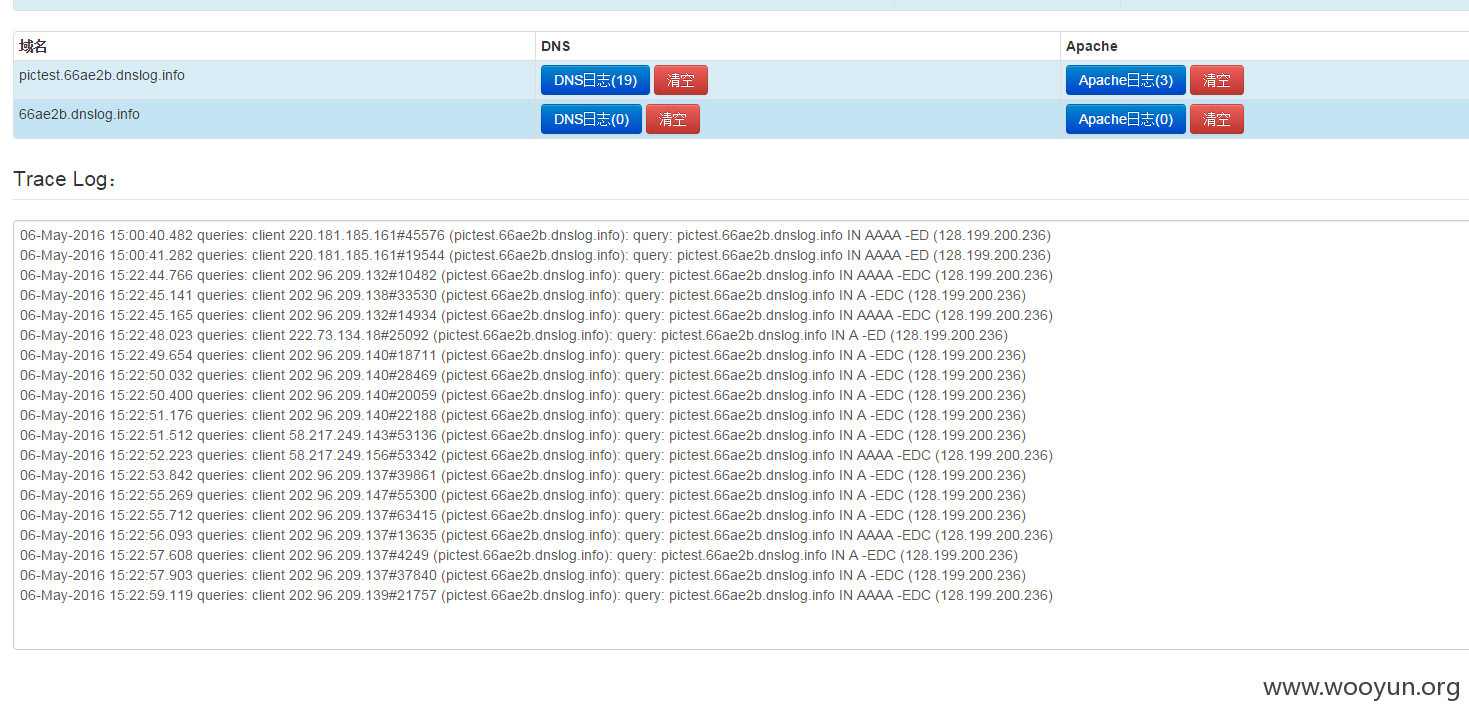 域名 DNS Apache
pictest.66ae2b.dnslog.info DNS日志(19) 清空 Apache日志(3) 清空
66ae2b.dnslog.info DNS日志(0) 清空 Apache日志(0) 清空
Trace Log：
06-May-2016 15:00:40.482 queries: client 220.181.185.161#45576 (pictest.66ae2b.dnslog.info): query: pictest.66ae2b.dnslog.info IN AAAA -ED (128.199.200.236)
06-May-2016 15:00:41.282 queries: client 220.181.185.161#19544 (pictest.66ae2b.dnslog.info): query: pictest.66ae2b.dnslog.info IN AAAA -ED (128.199.200.236)
06-May-2016 15:22:44.766 queries: client 202.96.209.132#10482 (pictest.66ae2b.dnslog.info): query: pictest.66ae2b.dnslog.info IN AAAA -EDC (128.199.200.236)
06-May-2016 15:22:45.141 queries: client 202.96.209.138#33530 (pictest.66ae2b.dnslog.info): query: pictest.66ae2b.dnslog.info IN A -EDC (128.199.200.236)
06-May-2016 15:22:45.165 queries: client 202.96.209.132#14934 (pictest.66ae2b.dnslog.info): query: pictest.66ae2b.dnslog.info IN AAAA -EDC (128.199.200.236)
06-May-2016 15:22:48.023 queries: client 222.73.134.18#25092 (pictest.66ae2b.dnslog.info): query: pictest.66ae2b.dnslog.info IN A -ED (128.199.200.236)
06-May-2016 15:22:49.654 queries: client 202.96.209.140#18711 (pictest.66ae2b.dnslog.info): query: pictest.66ae2b.dnslog.info IN A -EDC (128.199.200.236)
06-May-2016 15:22:50.032 queries: client 202.96.209.140#28469 (pictest.66ae2b.dnslog.info): query: pictest.66ae2b.dnslog.info IN A -EDC (128.199.200.236)
06-May-2016 15:22:50.400 queries: client 202.96.209.140#20059 (pictest.66ae2b.dnslog.info): query: pictest.66ae2b.dnslog.info IN A -EDC (128.199.200.236)
06-May-2016 15:22:51.176 queries: client 202.96.209.140#22188 (pictest.66ae2b.dnslog.info): query: pictest.66ae2b.dnslog.info IN A -EDC (128.199.200.236)
06-May-2016 15:22:51.512 queries: client 58.217.249.143#53136 (pictest.66ae2b.dnslog.info): query: pictest.66ae2b.dnslog.info IN A -EDC (128.199.200.236)
06-May-2016 15:22:52.223 queries: client 58.217.249.156#53342 (pictest.66ae2b.dnslog.info): query: pictest.66ae2b.dnslog.info IN AAAA -EDC (128.199.200.236)
06-May-2016 15:22:53.842 queries: client 202.96.209.137#39861 (pictest.66ae2b.dnslog.info): query: pictest.66ae2b.dnslog.info IN A -EDC (128.199.200.236)
06-May-2016 15:22:55.269 queries: client 202.96.209.147#55300 (pictest.66ae2b.dnslog.info): query: pictest.66ae2b.dnslog.info IN A -EDC (128.199.200.236)
06-May-2016 15:22:55.712 queries: client 202.96.209.137#63415 (pictest.66ae2b.dnslog.info): query: pictest.66ae2b.dnslog.info IN A -EDC (128.199.200.236)
06-May-2016 15:22:56.093 queries: client 202.96.209.137#13635 (pictest.66ae2b.dnslog.info): query: pictest.66ae2b.dnslog.info IN AAAA -EDC (128.199.200.236)
06-May-2016 15:22:57.608 queries: client 202.96.209.137#4249 (pictest.66ae2b.dnslog.info): query: pictest.66ae2b.dnslog.info IN A -EDC (128.199.200.236)
06-May-2016 15:22:57.903 queries: client 202.96.209.137#37840 (pictest.66ae2b.dnslog.info): query: pictest.66ae2b.dnslog.info IN A -EDC (128.199.200.236)
06-May-2016 15:22:59.119 queries: client 202.96.209.139#21757 (pictest.66ae2b.dnslog.info): query: pictest.66ae2b.dnslog.info IN AAAA -EDC (128.199.200.236)
www.wooyun.org